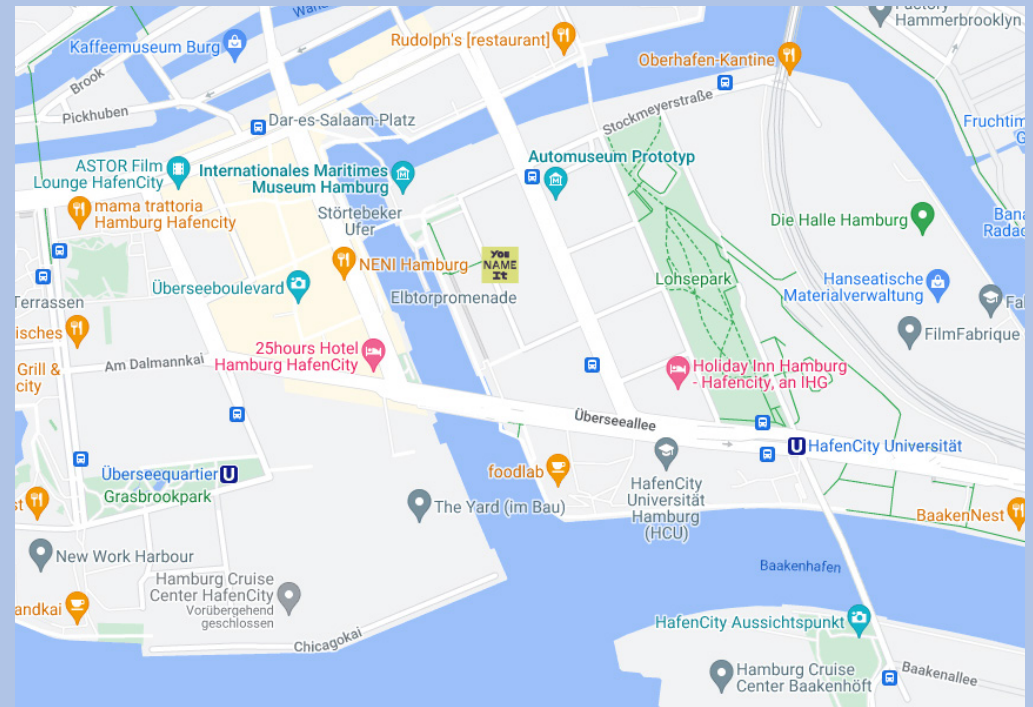 Factory
Hammerbrooklyn
Kaffeemuseum Burg
Rudolph's [restaurant]
Oberhafen-Kantine
Brook
Pickhuben
Dar-es-Salaam-Platz
Stockmeyerstraße
ASTOR Film
Lounge HafenCity
Internationales Maritimes
Museum Hamburg
Automuseum Prototyp
mama trattoria
Hamburg Hafencity
Störtebeker
Ufer
Die Halle Hamburg
YOU
NAME
It
NENI Hamburg
Überseeboulevard
Elbtorpromenade
Lohsepark
Hanseatische
Materialverwaltung
Terrassen
FilmFabrique
25hours Hotel
Hamburg HafenCity
Am Dalmannkai
Grill &
Holiday Inn Hamburg
- Hafencity, an IHG
Überseeallee
U HafenCity Universität
Überseequartier U
Grasbrookpark
foodlab
HafenCity
Universität
Hamburg
(HCU)
The Yard (im Bau)
BaakenNest
New Work Harbour
Baakenhafen
Hamburg Cruise
Center HafenCity
Vorübergehend
geschlossen
Chicagokai
HafenCity Aussichtspunkt
Hamburg Cruise
Center Baakenhöft
Baakenallee